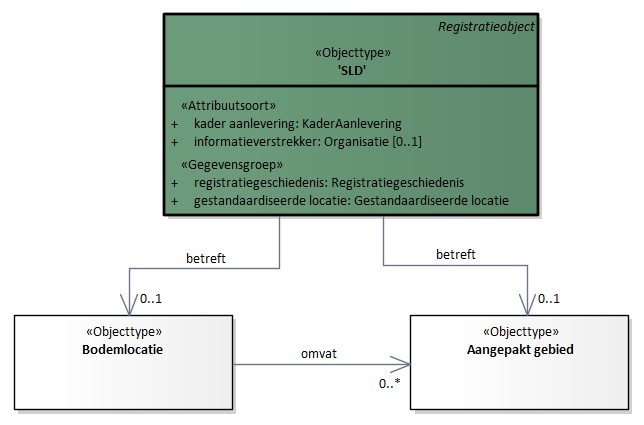 Registratieobject
«Objecttype»
'SLD'
«Attribuutsoort»
+ kader aanlevering: KaderAanlevering
+ informatieverstrekker: Organisatie [0..1]
«Gegevensgroep»
+ registratiegeschiedenis: Registratiegeschiedenis
+ gestandaardiseerde locatie: Gestandaardiseerde locatie
betreft
betreft
0..1
0..1
«Objecttype»
Bodemlocatie
omvat
0..*
«Objecttype»
Aangepakt gebied